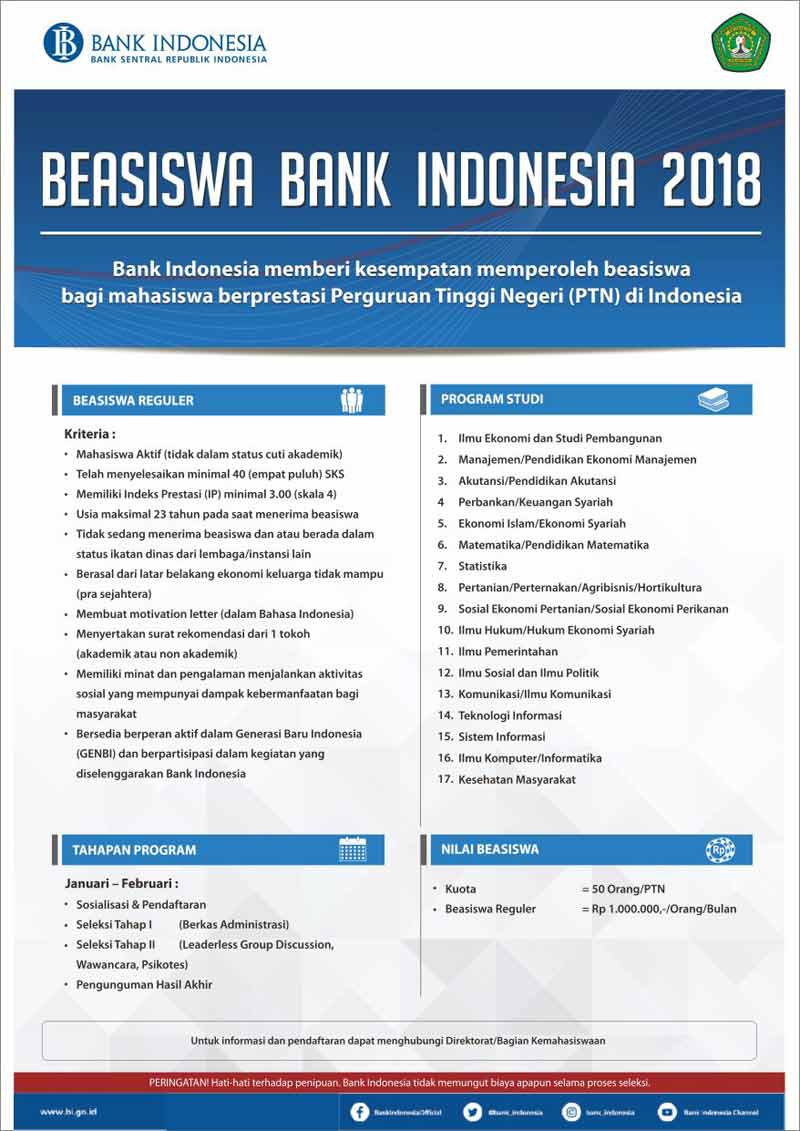 BANK INDONESIA
BANK SENTRAL REPUBLIK INDONESIA
BEASISWA BANK INDONESIA 2018
Bank Indonesia memberi kesempatan memperoleh beasiswa
bagi mahasiswa berprestasi Perguruan Tinggi Negeri (PTN) di Indonesia
BEASISWA REGULER
Kriteria :
• Mahasiswa Aktif (tidak dalam status cuti akademik)
• Telah menyelesaikan minimal 40 (empat puluh) SKS
• Memiliki Indeks Prestasi (IP) minimal 3.00 (skala 4)
• Usia maksimal 23 tahun pada saat menerima beasiswa
• Tidak sedang menerima beasiswa dan atau berada dalam
status ikatan dinas dari lembaga/instansi lain
• Berasal dari latar belakang ekonomi keluarga tidak mampu
(pra sejahtera)
• Membuat motivation letter (dalam Bahasa Indonesia)
• Menyertakan surat rekomendasi dari 1 tokoh
(akademik atau non akademik)
• Memiliki minat dan pengalaman menjalankan aktivitas
sosial yang mempunyai dampak kebermanfaatan bagi
masyarakat
• Bersedia berperan aktif dalam Generasi Baru Indonesia
(GENBI) dan berpartisipasi dalam kegiatan yang
diselenggarakan Bank Indonesia
PROGRAM STUDI
1. Ilmu Ekonomi dan Studi Pembangunan
2. Manajemen/Pendidikan Ekonomi Manajemen
3. Akutansi/Pendidikan Akutansi
4 Perbankan/Keuangan Syariah
5. Ekonomi Islam/Ekonomi Syariah
6. Matematika/Pendidikan Matematika
7. Statistika
8. Pertanian/Perternakan/Agribisnis/Hortikultura
9. Sosial Ekonomi Pertanian/Sosial Ekonomi Perikanan
10. Ilmu Hukum/Hukum Ekonomi Syariah
11. Ilmu Pemerintahan
12. Ilmu Sosial dan Ilmu Politik
13. Komunikasi/Ilmu Komunikasi
14. Teknologi Informasi
15. Sistem Informasi
16. Ilmu Komputer/Informatika
17. Kesehatan Masyarakat
TAHAPAN PROGRAM
Januari – Februari :
• Sosialisasi & Pendaftaran
• Seleksi Tahap I (Berkas Administrasi)
• Seleksi Tahap II (Leaderless Group Discussion,
Wawancara, Psikotes)
• Pengunguman Hasil Akhir
NILAI BEASISWA
Rp
• Kuota = 50 Orang/PTN
• Beasiswa Reguler = Rp 1.000.000,-/Orang/Bulan
Untuk informasi dan pendaftaran dapat menghubungi Direktorat/Bagian Kemahasiswaan
PERINGATAN! Hati-hati terhadap penipuan. Bank Indonesia tidak memungut biaya apapun selama proses seleksi.
www.bi.go.id
BankIndonesiaOfficial
@bank_indonesia
bank_indonesia
Bank Indonesia Channel